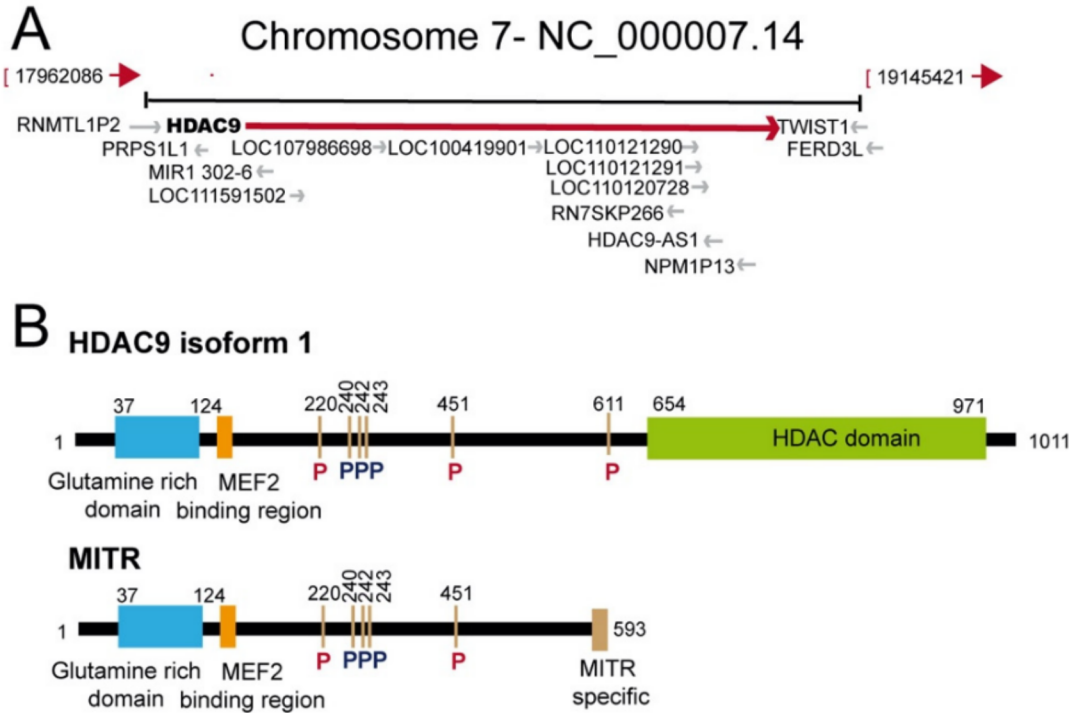 A
Chromosome 7- NC_000007.14
[ 17962086
[ 19145421
RNMTL1P2 HDAC9 TWIST1
PRPS1L1 LOC107986698 LOC100419901 LOC110121290 FERD3L
MIR1 302-6 LOC110121291
LOC111591502 LOC110120728
RN7SKP266
HDAC9-AS1
NPM1P13
B
HDAC9 isoform 1
37 124 220 240 242 243 451 611 654 971
1 HDAC domain 1011
P PPP P P
Glutamine rich MEF2
domain binding region
MITR
37 124 220 240 242 243 451
1 593
P PPP P
Glutamine rich MEF2 MITR
domain binding region specific